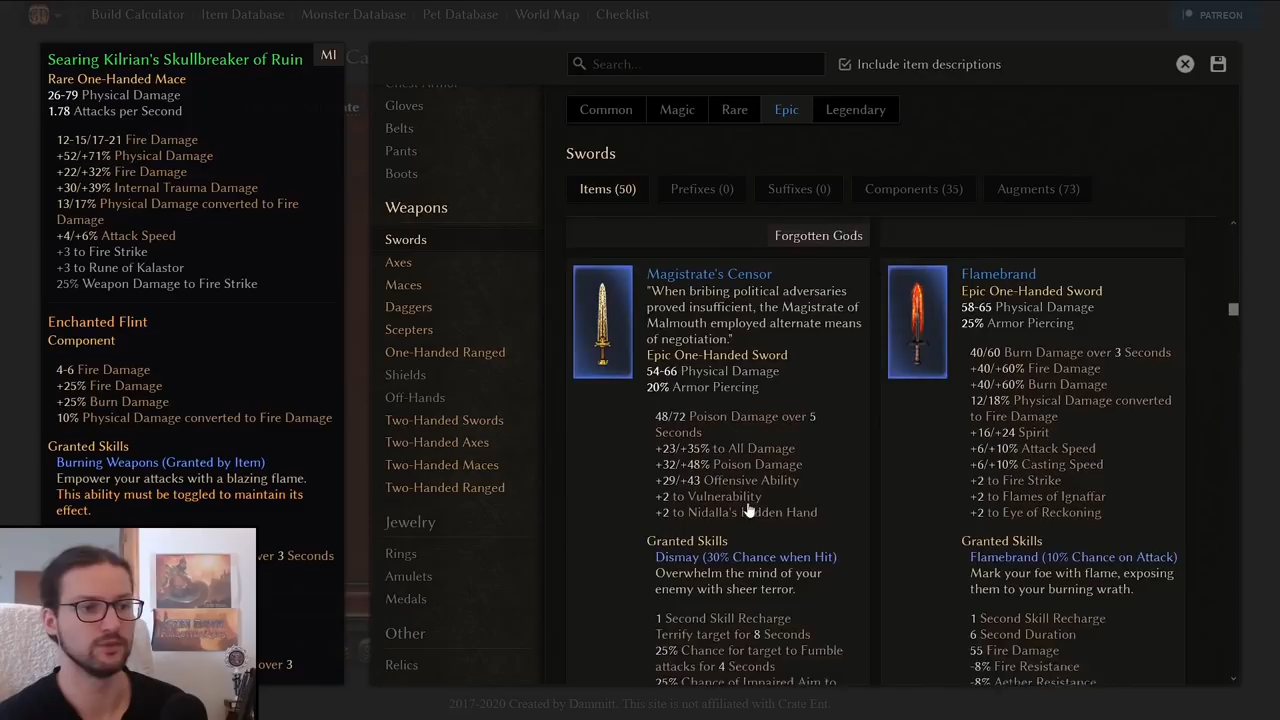 Build Calculator
Item Database
Monster Database
Pet Database
World Map
Checklist
PATREON
Searing Kilrian's Skullbreaker of Ruin
MI
Rare One-Handed Mace
26-79 Physical Damage
1.78 Attacks per Second
12-15/17-21 Fire Damage
+52/+71% Physical Damage
+22/+32% Fire Damage
+30/+39% Internal Trauma Damage
13/17% Physical Damage converted to Fire
Damage
+4/+6% Attack Speed
+3 to Fire Strike
+3 to Rune of Kalastor
25% Weapon Damage to Fire Strike
Enchanted Flint
Component
4-6 Fire Damage
+25% Fire Damage
+25% Burn Damage
10% Physical Damage converted to Fire Damage
Granted Skills
Burning Weapons (Granted by Item)
Empower your attacks with a blazing flame.
This ability must be toggled to maintain its
effect.
ver 3 Seconds
over 3
Search...
Include item descriptions
Chest Armor
Gloves
Belts
Pants
Boots
Weapons
Swords
Axes
Maces
Daggers
Scepters
One-Handed Ranged
Shields
Off-Hands
Two-Handed Swords
Two-Handed Axes
Two-Handed Maces
Two-Handed Ranged
Jewelry
Rings
Amulets
Medals
Other
Relics
Common
Magic
Rare
Epic
Legendary
Swords
Items (50)
Prefixes (0)
Suffixes (0)
Components (35)
Augments (73)
Forgotten Gods
Magistrate's Censor
"When bribing political adversaries
proved insufficient, the Magistrate of
Malmouth employed alternate means
of negotiation."
Epic One-Handed Sword
54-66 Physical Damage
20% Armor Piercing
48/72 Poison Damage over 5
Seconds
+23/+35% to All Damage
+32/+48% Poison Damage
+29/+43 Offensive Ability
+2 to Vulnerability
+2 to Nidalla's Hidden Hand
Granted Skills
Dismay (30% Chance when Hit)
Overwhelm the mind of your
enemy with sheer terror.
1 Second Skill Recharge
Terrify target for 8 Seconds
25% Chance for target to Fumble
attacks for 4 Seconds
25% Chance of Impaired Aim to
Flamebrand
Epic One-Handed Sword
58-65 Physical Damage
25% Armor Piercing
40/60 Burn Damage over 3 Seconds
+40/+60% Fire Damage
+40/+60% Burn Damage
12/18% Physical Damage converted
to Fire Damage
+16/+24 Spirit
+6/+10% Attack Speed
+6/+10% Casting Speed
+2 to Fire Strike
+2 to Flames of Ignaffar
+2 to Eye of Reckoning
Granted Skills
Flamebrand (10% Chance on Attack)
Mark your foe with flame, exposing
them to your burning wrath.
1 Second Skill Recharge
6 Second Duration
55 Fire Damage
-8% Fire Resistance
-8% Aether Resistance
2017-2020 Created by Dammitt. This site is not affiliated with Crate Ent.